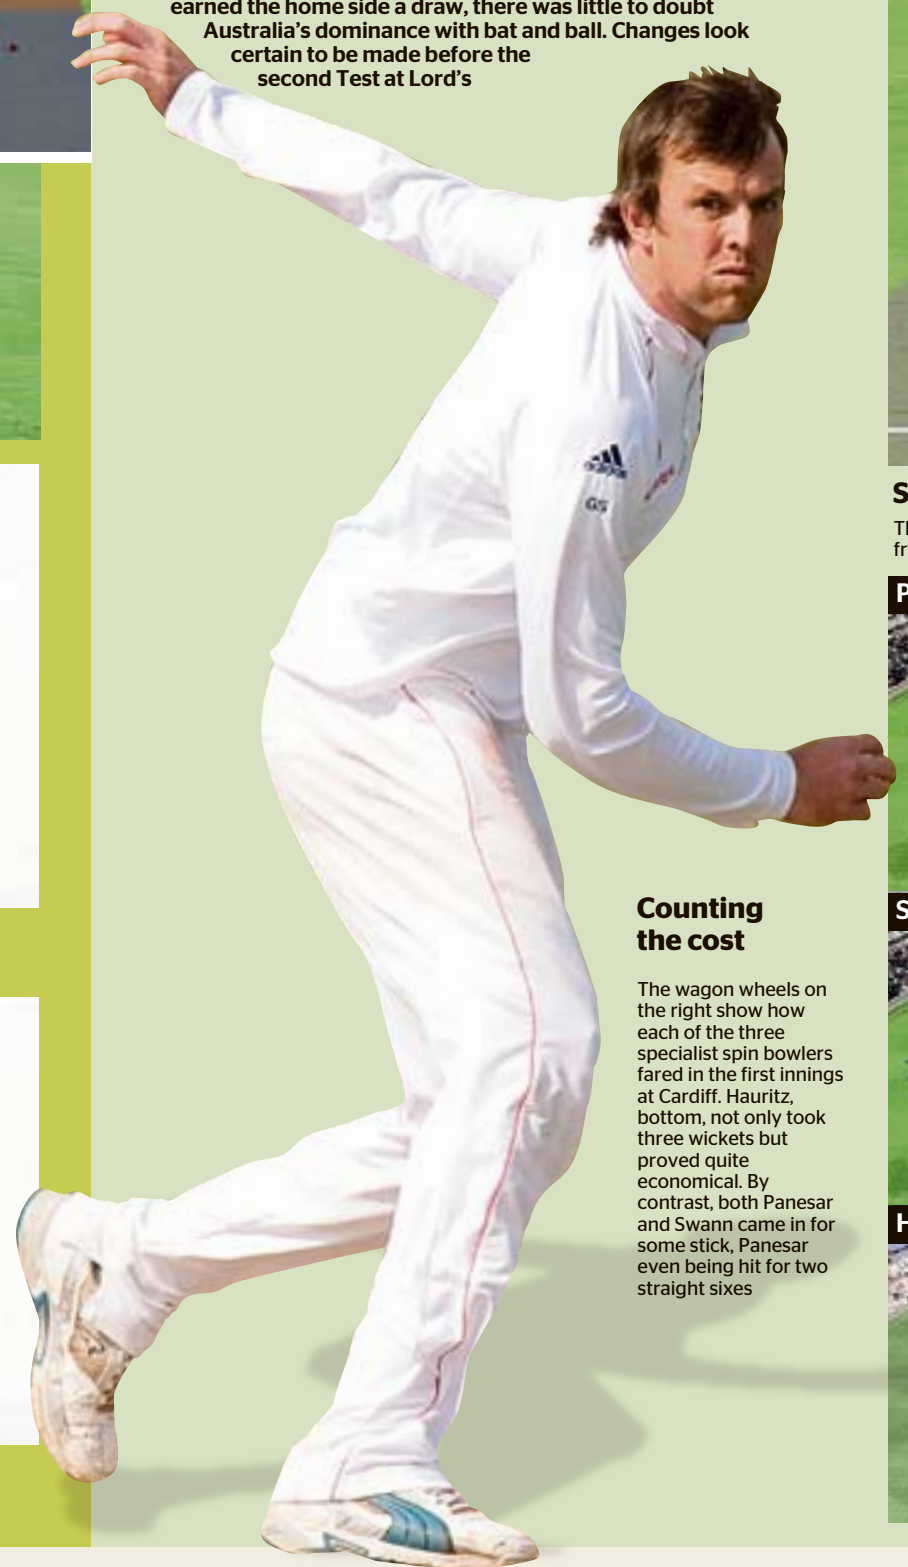 earned the home side a draw, there was little to doubt
Australia's dominance with bat and ball. Changes look
certain to be made before the
second Test at Lord's
adidas
GS
Counting
the cost
The wagon wheels on
the right show how
each of the three
specialist spin bowlers
fared in the first innings
at Cardiff. Hauritz,
bottom, not only took
three wickets but
proved quite
economical. By
contrast, both Panesar
and Swann came in for
some stick, Panesar
even being hit for two
straight sixes
S
fr
P
S
H